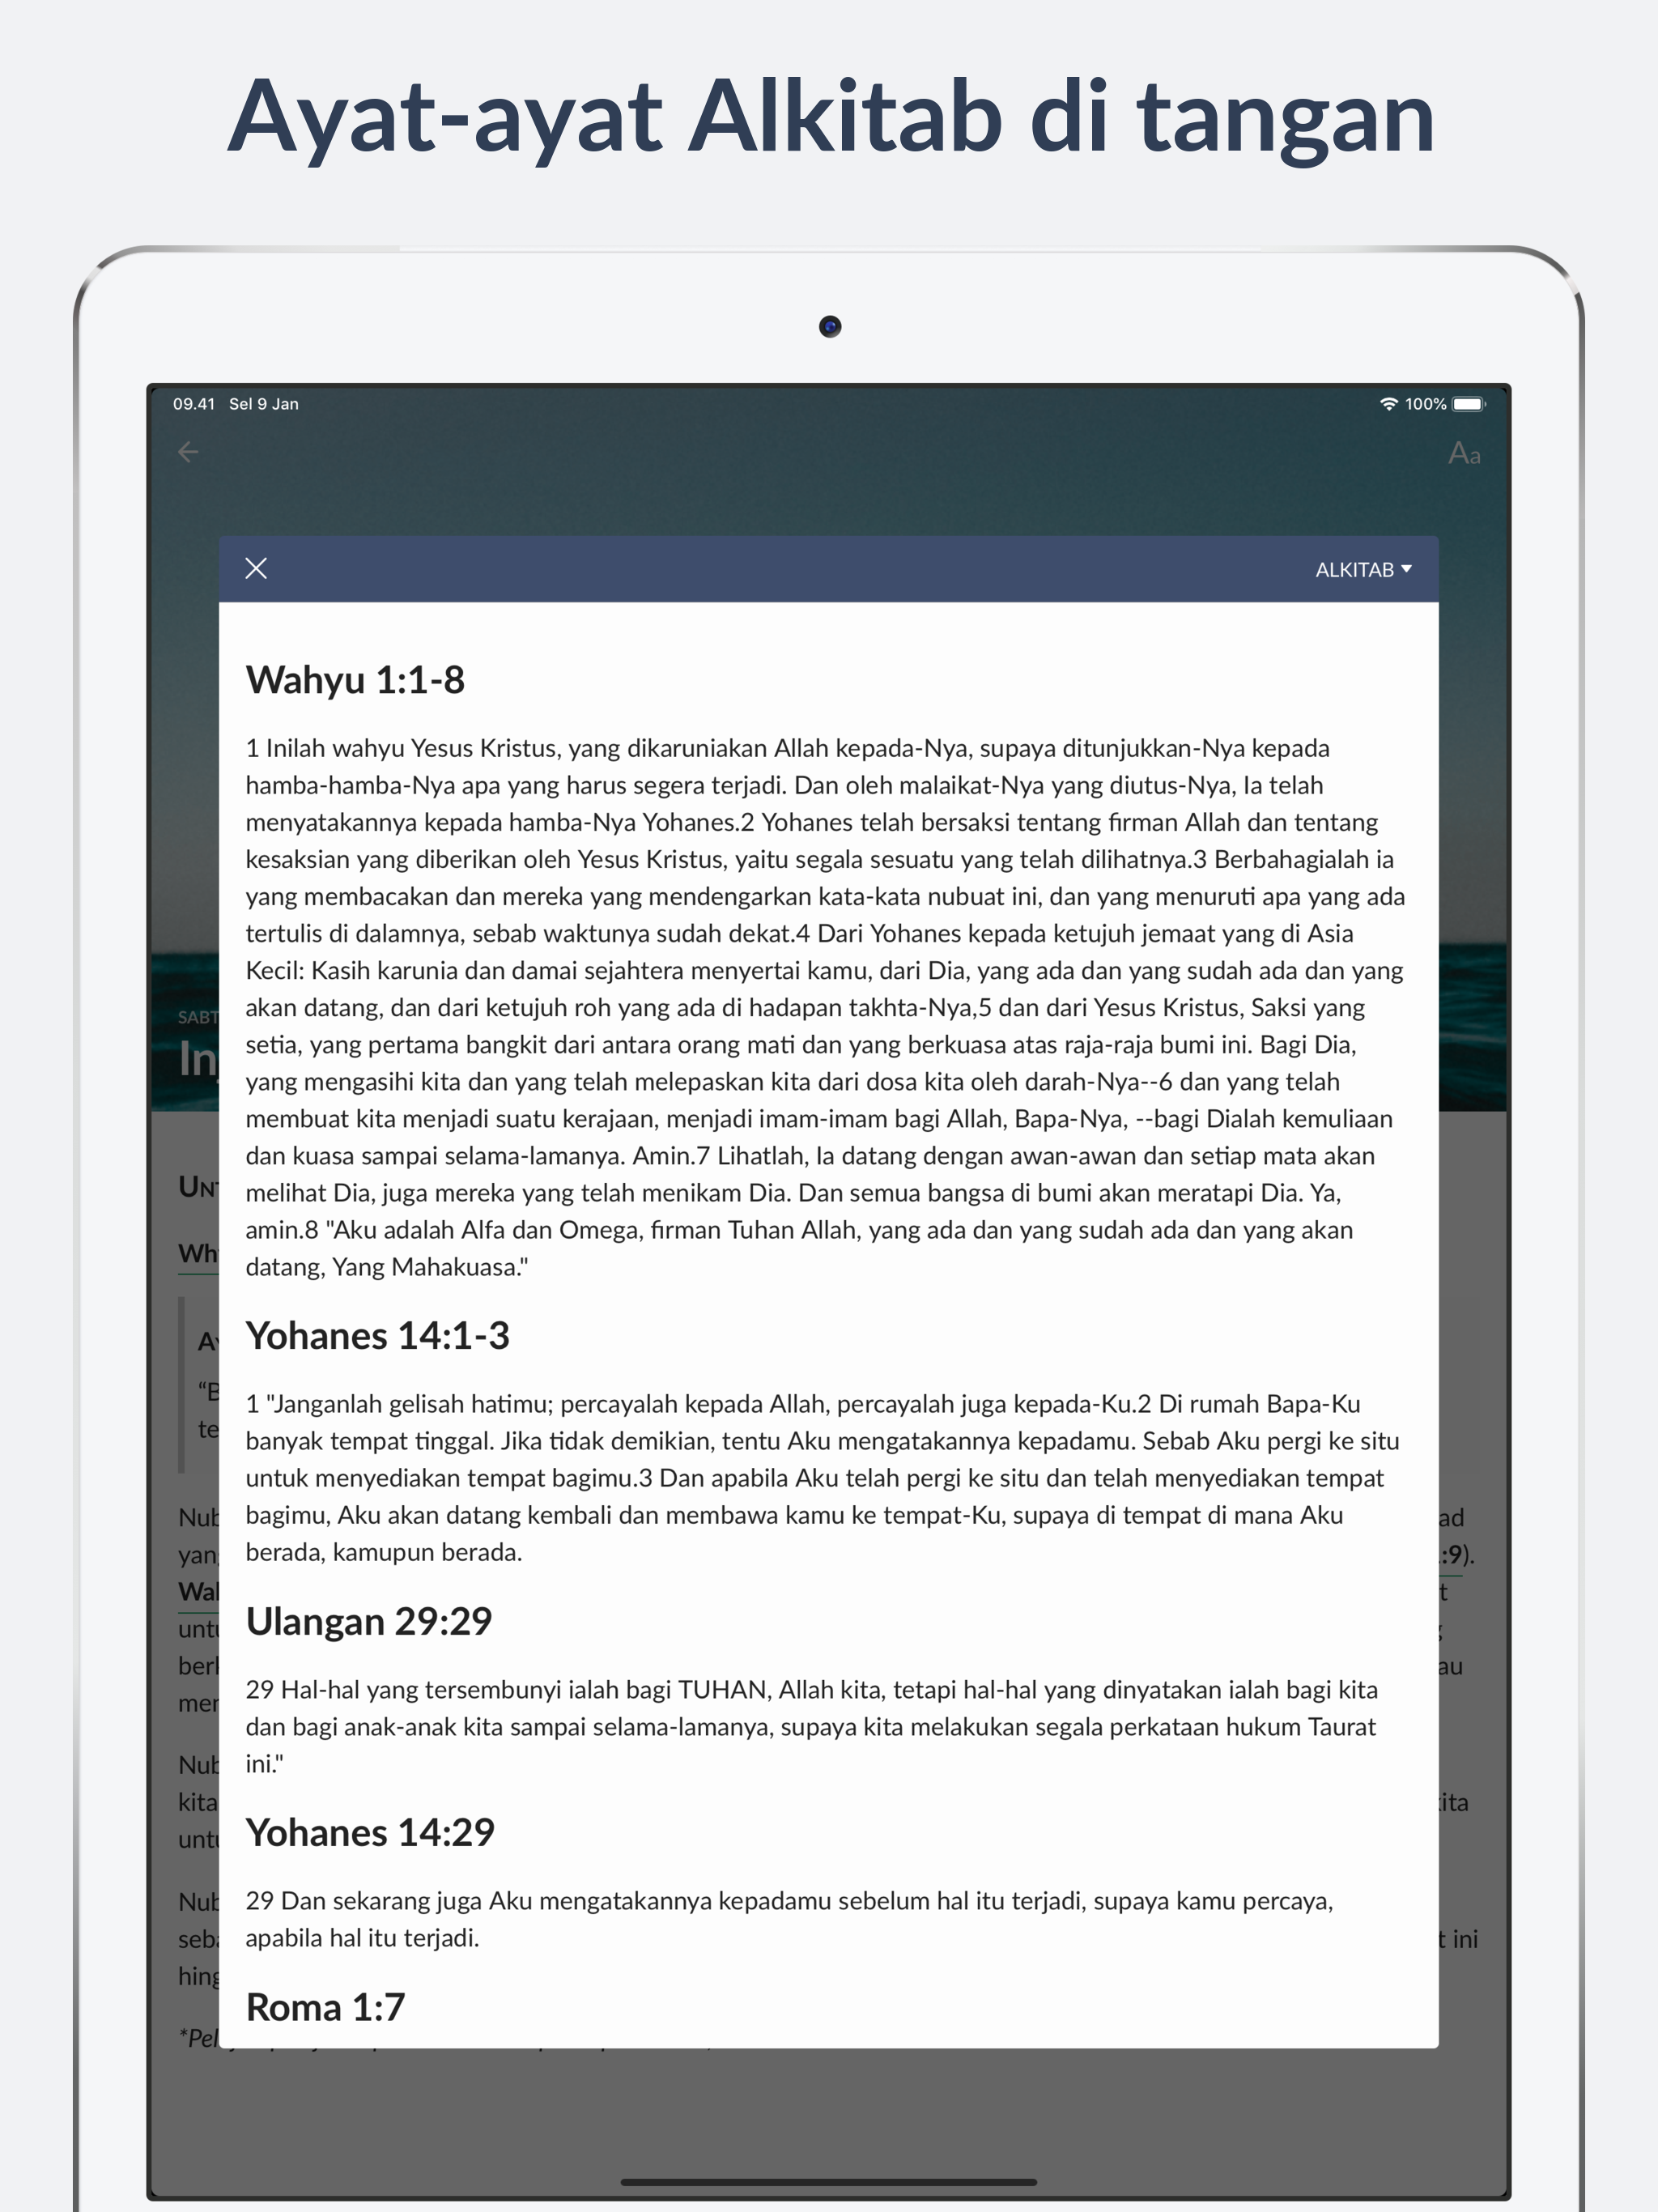 Ayat-ayat Alkitab di tangan
09.41 Sel 9 Jan
100%
Aa
ALKITAB
Wahyu 1:1-8
1 Inilah wahyu Yesus Kristus, yang dikaruniakan Allah kepada-Nya, supaya ditunjukkan-Nya kepada
hamba-hamba-Nya apa yang harus segera terjadi. Dan oleh malaikat-Nya yang diutus-Nya, Ia telah
menyatakannya kepada hamba-Nya Yohanes.2 Yohanes telah bersaksi tentang firman Allah dan tentang
kesaksian yang diberikan oleh Yesus Kristus, yaitu segala sesuatu yang telah dilihatnya.3 Berbahagialah ia
yang membacakan dan mereka yang mendengarkan kata-kata nubuat ini, dan yang menuruti apa yang ada
tertulis di dalamnya, sebab waktunya sudah dekat.4 Dari Yohanes kepada ketujuh jemaat yang di Asia
Kecil: Kasih karunia dan damai sejahtera menyertai kamu, dari Dia, yang ada dan yang sudah ada dan yang
akan datang, dan dari ketujuh roh yang ada di hadapan takhta-Nya,5 dan dari Yesus Kristus, Saksi yang
setia, yang pertama bangkit dari antara orang mati dan yang berkuasa atas raja-raja bumi ini. Bagi Dia,
yang mengasihi kita dan yang telah melepaskan kita dari dosa kita oleh darah-Nya--6 dan yang telah
membuat kita menjadi suatu kerajaan, menjadi imam-imam bagi Allah, Bapa-Nya, --bagi Dialah kemuliaan
dan kuasa sampai selama-lamanya. Amin.7 Lihatlah, Ia datang dengan awan-awan dan setiap mata akan
melihat Dia, juga mereka yang telah menikam Dia. Dan semua bangsa di bumi akan meratapi Dia. Ya,
amin.8 "Aku adalah Alfa dan Omega, firman Tuhan Allah, yang ada dan yang sudah ada dan yang akan
datang, Yang Mahakuasa."
Yohanes 14:1-3
1 "Janganlah gelisah hatimu; percayalah kepada Allah, percayalah juga kepada-Ku.2 Di rumah Bapa-Ku
banyak tempat tinggal. Jika tidak demikian, tentu Aku mengatakannya kepadamu. Sebab Aku pergi ke situ
untuk menyediakan tempat bagimu.3 Dan apabila Aku telah pergi ke situ dan telah menyediakan tempat
bagimu, Aku akan datang kembali dan membawa kamu ke tempat-Ku, supaya di tempat di mana Aku
berada, kamupun berada.
Ulangan 29:29
29 Hal-hal yang tersembunyi ialah bagi TUHAN, Allah kita, tetapi hal-hal yang dinyatakan ialah bagi kita
dan bagi anak-anak kita sampai selama-lamanya, supaya kita melakukan segala perkataan hukum Taurat
ini."
Yohanes 14:29
29 Dan sekarang juga Aku mengatakannya kepadamu sebelum hal itu terjadi, supaya kamu percaya,
apabila hal itu terjadi.
Roma 1:7